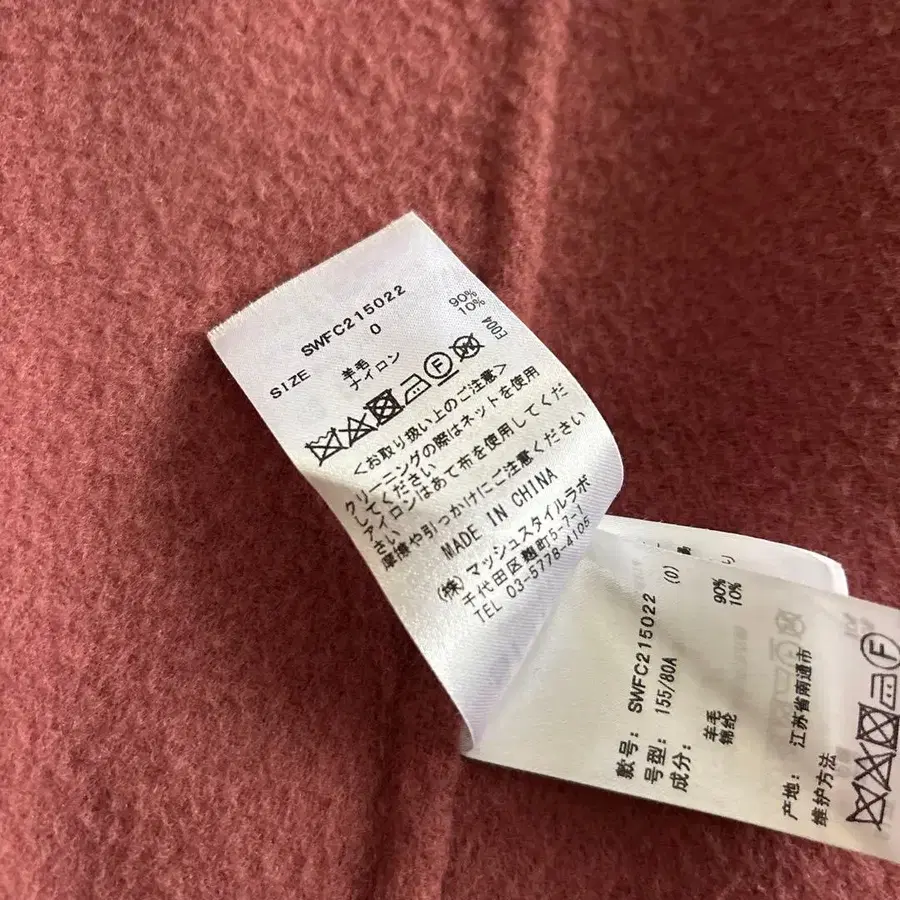 SWFC215022
SIZE 0
羊毛 90%
ナイロン 10%
E004
F W
<お取り扱い上のご注意>
クリーニングの際はネットを使用
してください
アイロンはあて布を使用してくだ
さい
摩擦や引っかけにご注意ください
MADE IN CHINA
(株)マッシュスタイルラボ
千代田区麹町5-7-1
TEL 03-5778-4105
款号: SWFC215022 (0)
号型: 155/80A
成分: 羊毛 90%
锦纶 10%
产地: 江苏省南通市
维护方法
F